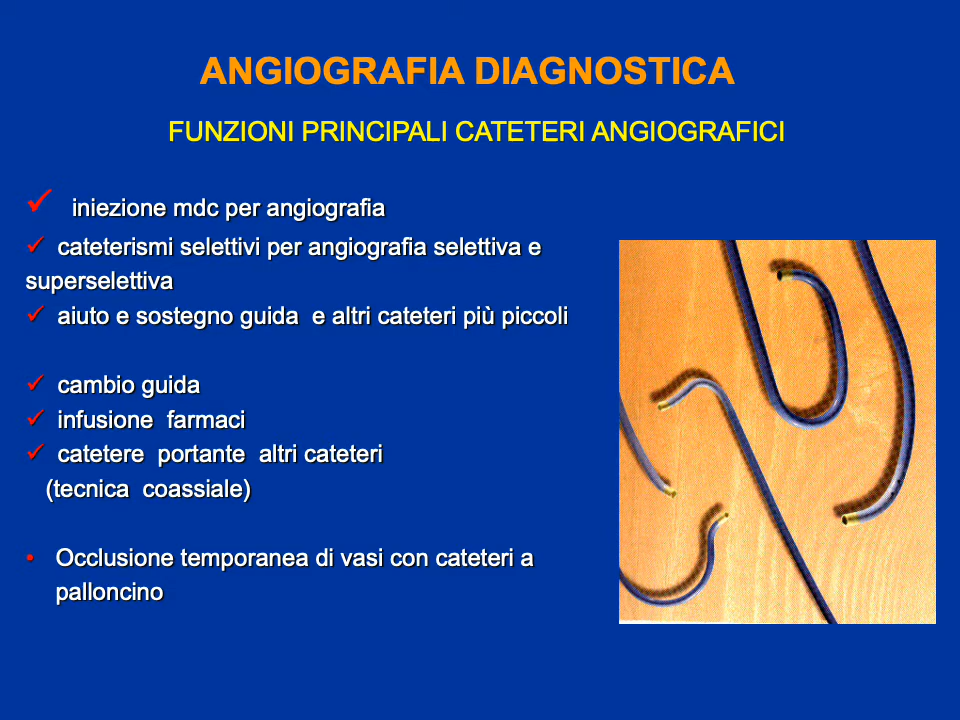 ANGIOGRAFIA DIAGNOSTICA
FUNZIONI PRINCIPALI CATETERI ANGIOGRAFICI
✓ iniezione mdc per angiografia
✓ cateterismi selettivi per angiografia selettiva e
superselettiva
✓ aiuto e sostegno guida e altri cateteri più piccoli
✓ cambio guida
✓ infusione farmaci
✓ catetere portante altri cateteri
(tecnica coassiale)
• Occlusione temporanea di vasi con cateteri a
palloncino